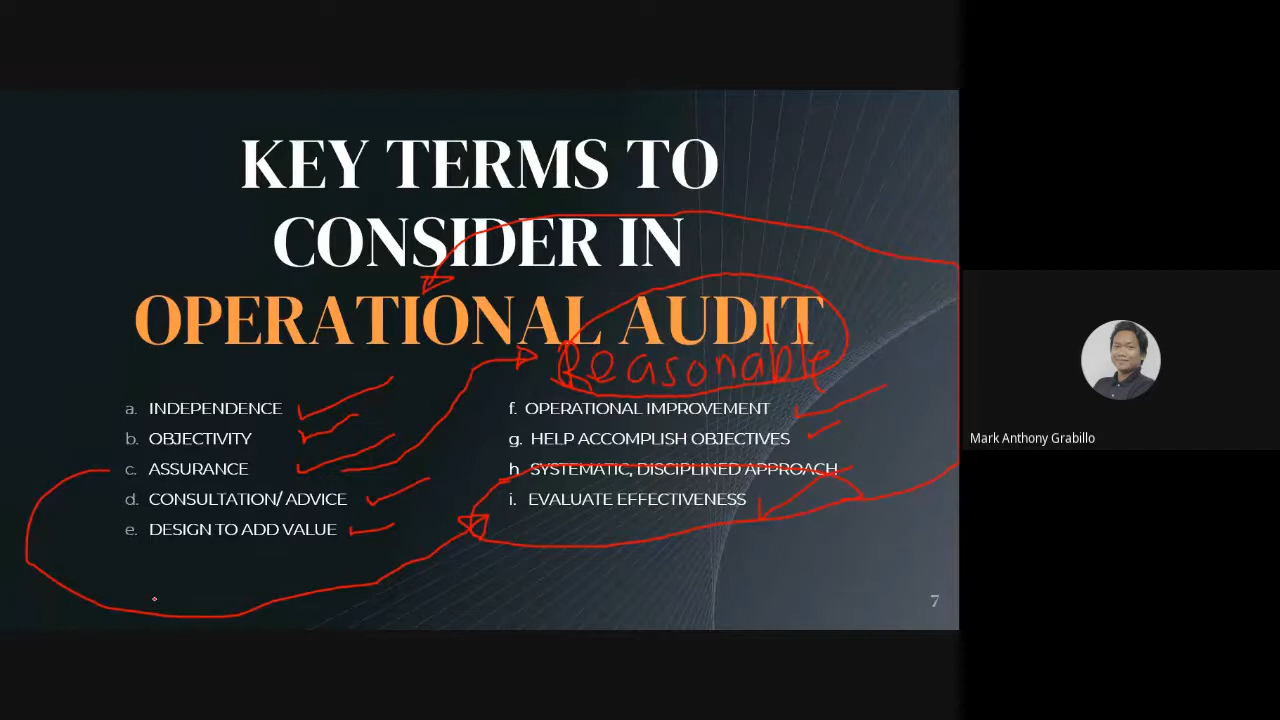 KEY TERMS TO
CONSIDER IN
OPERATIONAL AUDIT
Reasonable
a. INDEPENDENCE
b. OBJECTIVITY
c. ASSURANCE
d. CONSULTATION/ ADVICE
e. DESIGN TO ADD VALUE
f. OPERATIONAL IMPROVEMENT
g. HELP ACCOMPLISH OBJECTIVES
h. SYSTEMATIC, DISCIPLINED APPROACH
i. EVALUATE EFFECTIVENESS
7
Mark Anthony Grabillo